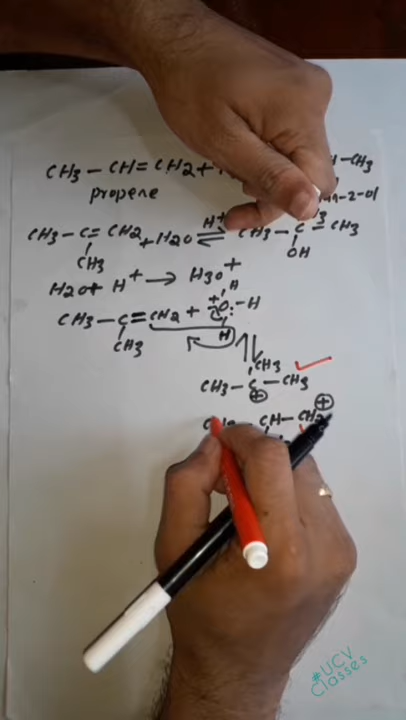 CH3 — CH = CH2 +
— CH3
propene
CH3 — C = CH2 + H2O ⇌ H+ CH3 — C — CH3
CH3
OH
H2O + H+ → H3O+
H
CH3 — C = CH2 + :O: — H
CH3
H
CH3
CH3 — C — CH3
⊕
⊕
CH — CH2
#UCV
Classes